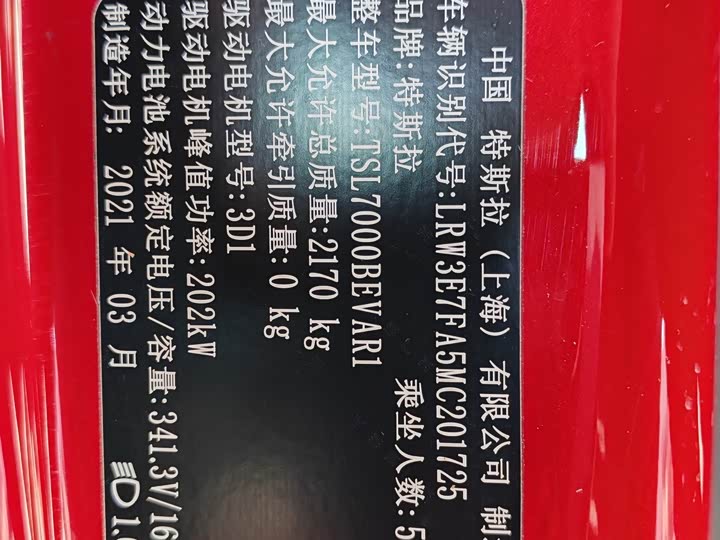 中国 特斯拉 (上海) 有限公司 制
车辆识别代号:LRW3E7FA5MC201725
品牌:特斯拉 乘坐人数:5
整车型号:TSL7000BEVAR1
最大允许总质量:2170 kg
最大允许牵引质量:0 kg
驱动电机型号:3D1
驱动电机峰值功率:202kW
动力电池系统额定电压/容量:341.3V/16
制造年月: 2021 年 03 月 1.